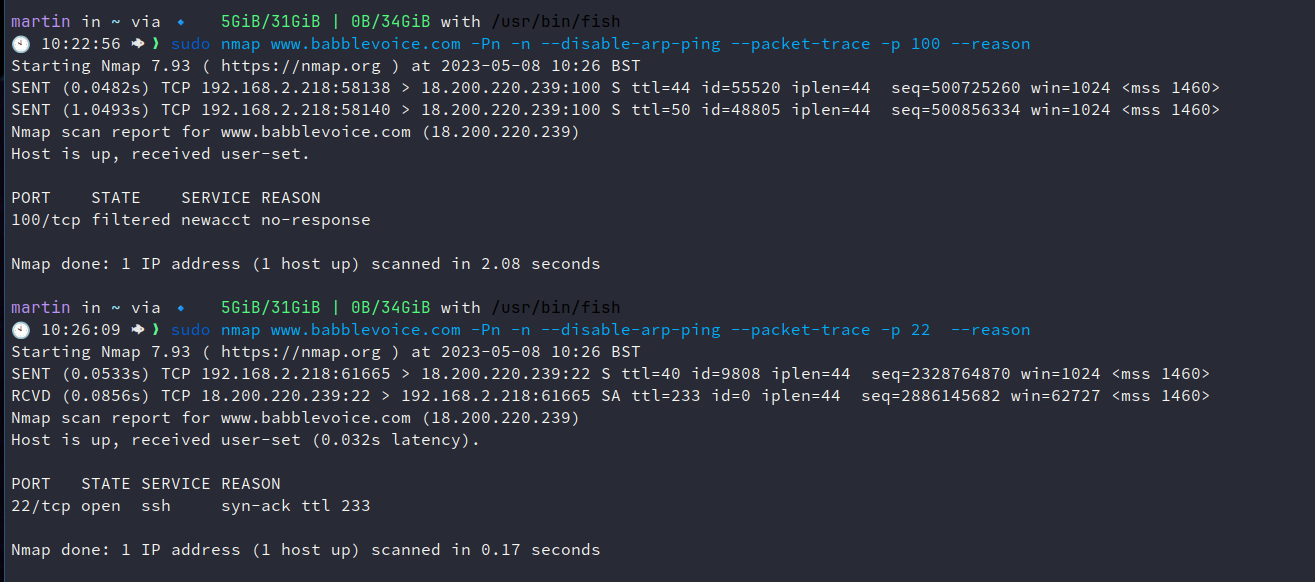 martin in ~ via 🔹 5GiB/31GiB | 0B/34GiB with /usr/bin/fish
🕙 10:22:56 ❯ sudo nmap www.babblevoice.com -Pn -n --disable-arp-ping --packet-trace -p 100 --reason
Starting Nmap 7.93 ( https://nmap.org ) at 2023-05-08 10:26 BST
SENT (0.0482s) TCP 192.168.2.218:58138 > 18.200.220.239:100 S ttl=44 id=55520 iplen=44  seq=500725260 win=1024 <mss 1460>
SENT (1.0493s) TCP 192.168.2.218:58140 > 18.200.220.239:100 S ttl=50 id=48805 iplen=44  seq=500856334 win=1024 <mss 1460>
Nmap scan report for www.babblevoice.com (18.200.220.239)
Host is up, received user-set.
PORT    STATE    SERVICE REASON
100/tcp filtered newacct no-response
Nmap done: 1 IP address (1 host up) scanned in 2.08 seconds
martin in ~ via 🔹 5GiB/31GiB | 0B/34GiB with /usr/bin/fish
🕙 10:26:09 ❯ sudo nmap www.babblevoice.com -Pn -n --disable-arp-ping --packet-trace -p 22  --reason
Starting Nmap 7.93 ( https://nmap.org ) at 2023-05-08 10:26 BST
SENT (0.0533s) TCP 192.168.2.218:61665 > 18.200.220.239:22 S ttl=40 id=9808 iplen=44  seq=2328764870 win=1024 <mss 1460>
RCVD (0.0856s) TCP 18.200.220.239:22 > 192.168.2.218:61665 SA ttl=233 id=0 iplen=44  seq=2886145682 win=62727 <mss 1460>
Nmap scan report for www.babblevoice.com (18.200.220.239)
Host is up, received user-set (0.032s latency).
PORT   STATE SERVICE REASON
22/tcp open  ssh     syn-ack ttl 233
Nmap done: 1 IP address (1 host up) scanned in 0.17 seconds